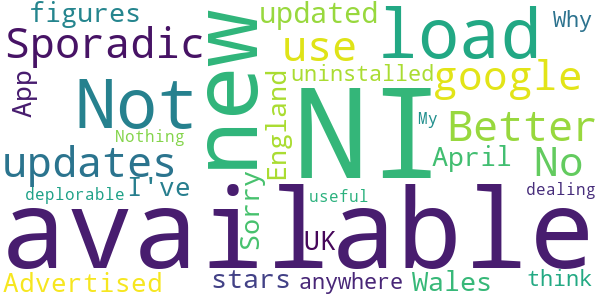 figures
Sporadic
new
updated
load
Why
App
Not
use
google
uninstalled
NI
England
Better
My
Nothing
April
No
updates
I've
deplorable
available
Sorry
useful
dealing
UK
Advertised
stars
anywhere
Wales
think